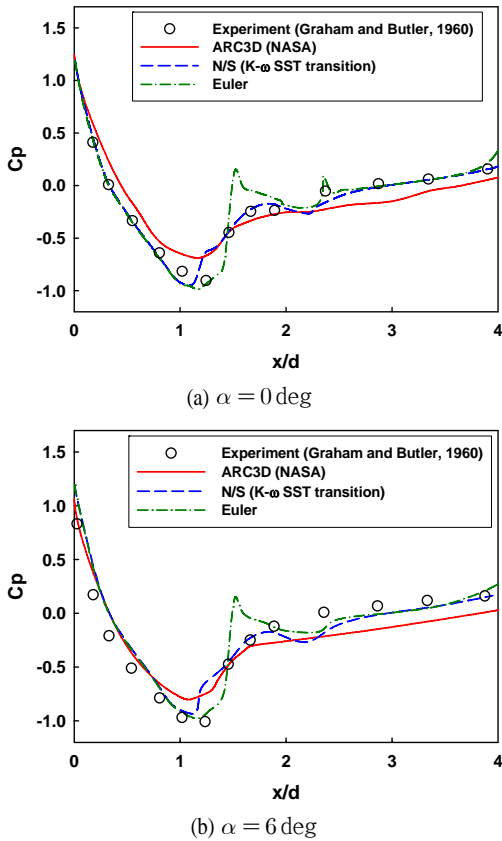 Experiment (Graham and Butler, 1960)
ARC3D (NASA)
N/S (K-ω SST transition)
Euler
1.5
1.0
0.5
0.0
-0.5
-1.0
Cp
0 1 2 3 4
x/d
(a) α = 0 deg
Experiment (Graham and Butler, 1960)
ARC3D (NASA)
N/S (K-ω SST transition)
Euler
1.5
1.0
0.5
0.0
-0.5
-1.0
Cp
0 1 2 3 4
x/d
(b) α = 6 deg